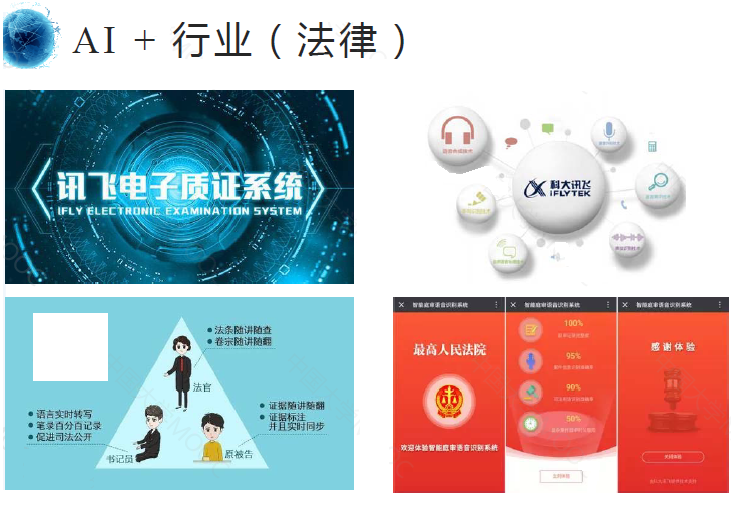 AI + 行业（法律）
讯飞电子质证系统
IFLY ELECTRONIC EXAMINATION SYSTEM
科大讯飞
iFLYTEK
法条随讲随查
卷宗随讲随翻
法官
语言实时转写
笔录百分百记录
促进司法公开
书记员
证据随讲随翻
证据标注
并且实时同步
原被告
智能庭审语音识别系统
最高人民法院
欢迎体验智能庭审语音识别系统
智能庭审语音识别系统
100%
95%
90%
50%
智能庭审语音识别系统
感谢体验